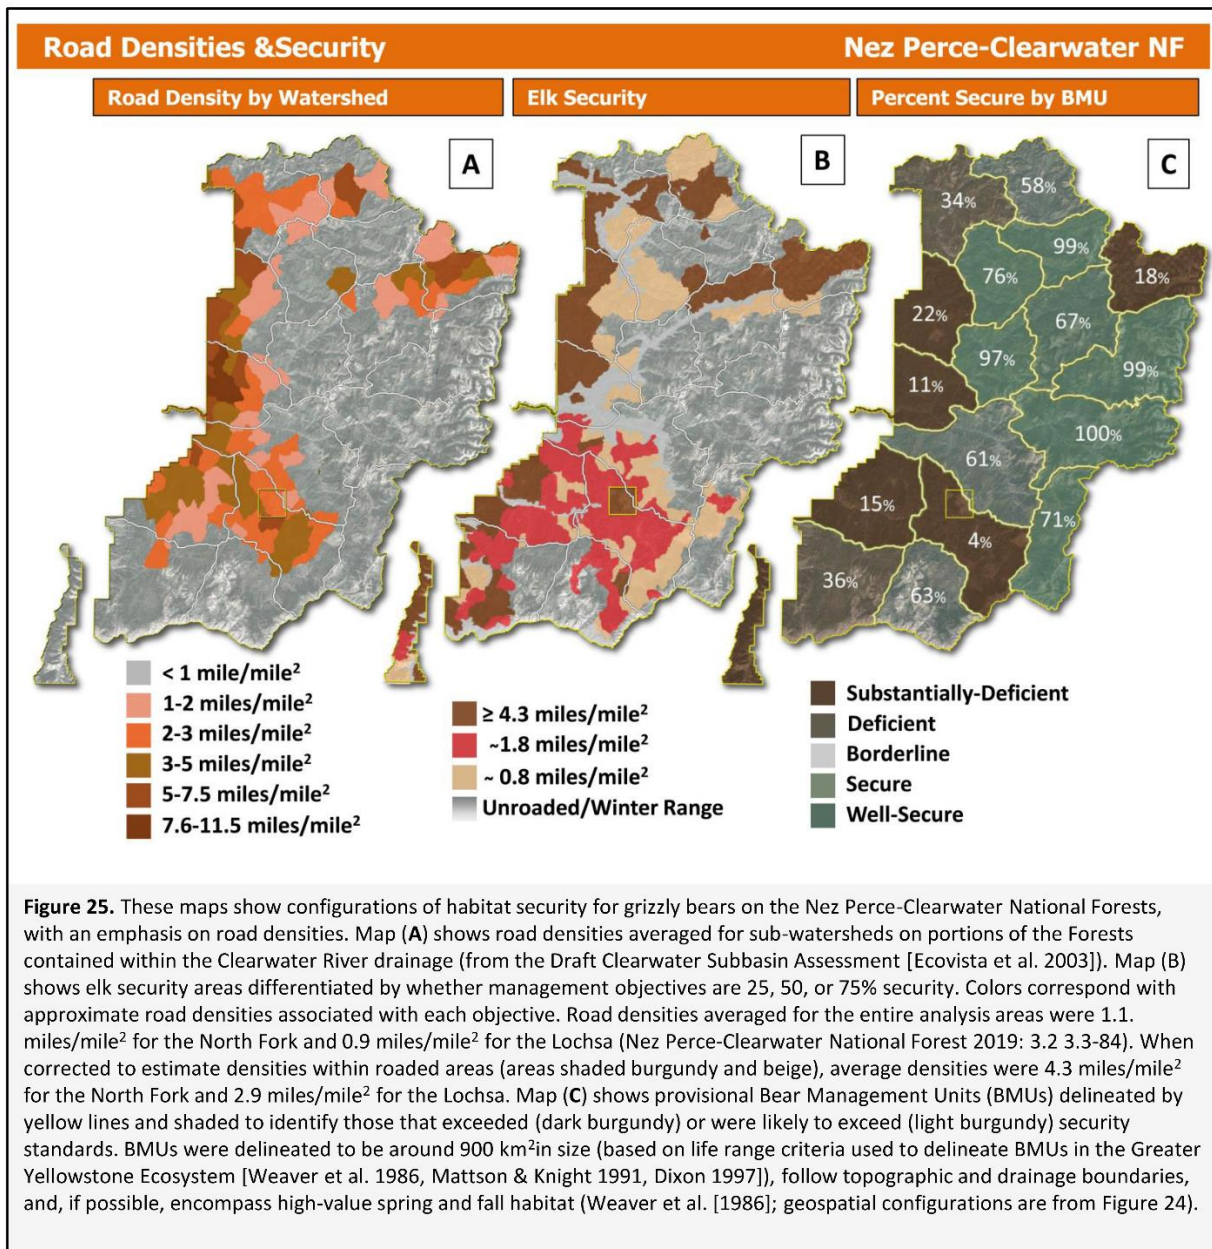 Road Densities &Security
Nez Perce-Clearwater NF
Road Density by Watershed
Elk Security
Percent Secure by BMU
A
B
C
34%
58%
99%
76%
18%
22%
67%
97%
99%
11%
100%
61%
15%
71%
4%
36%
63%
< 1 mile/mile²
1-2 miles/mile²
2-3 miles/mile²
3-5 miles/mile²
5-7.5 miles/mile²
7.6-11.5 miles/mile²
≥ 4.3 miles/mile²
~1.8 miles/mile²
~ 0.8 miles/mile²
Unroaded/Winter Range
Substantially-Deficient
Deficient
Borderline
Secure
Well-Secure
Figure 25. These maps show configurations of habitat security for grizzly bears on the Nez Perce-Clearwater National Forests,
with an emphasis on road densities. Map (A) shows road densities averaged for sub-watersheds on portions of the Forests
contained within the Clearwater River drainage (from the Draft Clearwater Subbasin Assessment [Ecovista et al. 2003]). Map (B)
shows elk security areas differentiated by whether management objectives are 25, 50, or 75% security. Colors correspond with
approximate road densities associated with each objective. Road densities averaged for the entire analysis areas were 1.1.
miles/mile² for the North Fork and 0.9 miles/mile² for the Lochsa (Nez Perce-Clearwater National Forest 2019: 3.2 3.3-84). When
corrected to estimate densities within roaded areas (areas shaded burgundy and beige), average densities were 4.3 miles/mile²
for the North Fork and 2.9 miles/mile² for the Lochsa. Map (C) shows provisional Bear Management Units (BMUs) delineated by
yellow lines and shaded to identify those that exceeded (dark burgundy) or were likely to exceed (light burgundy) security
standards. BMUs were delineated to be around 900 km²in size (based on life range criteria used to delineate BMUs in the Greater
Yellowstone Ecosystem [Weaver et al. 1986, Mattson & Knight 1991, Dixon 1997]), follow topographic and drainage boundaries,
and, if possible, encompass high-value spring and fall habitat (Weaver et al. [1986]; geospatial configurations are from Figure 24).